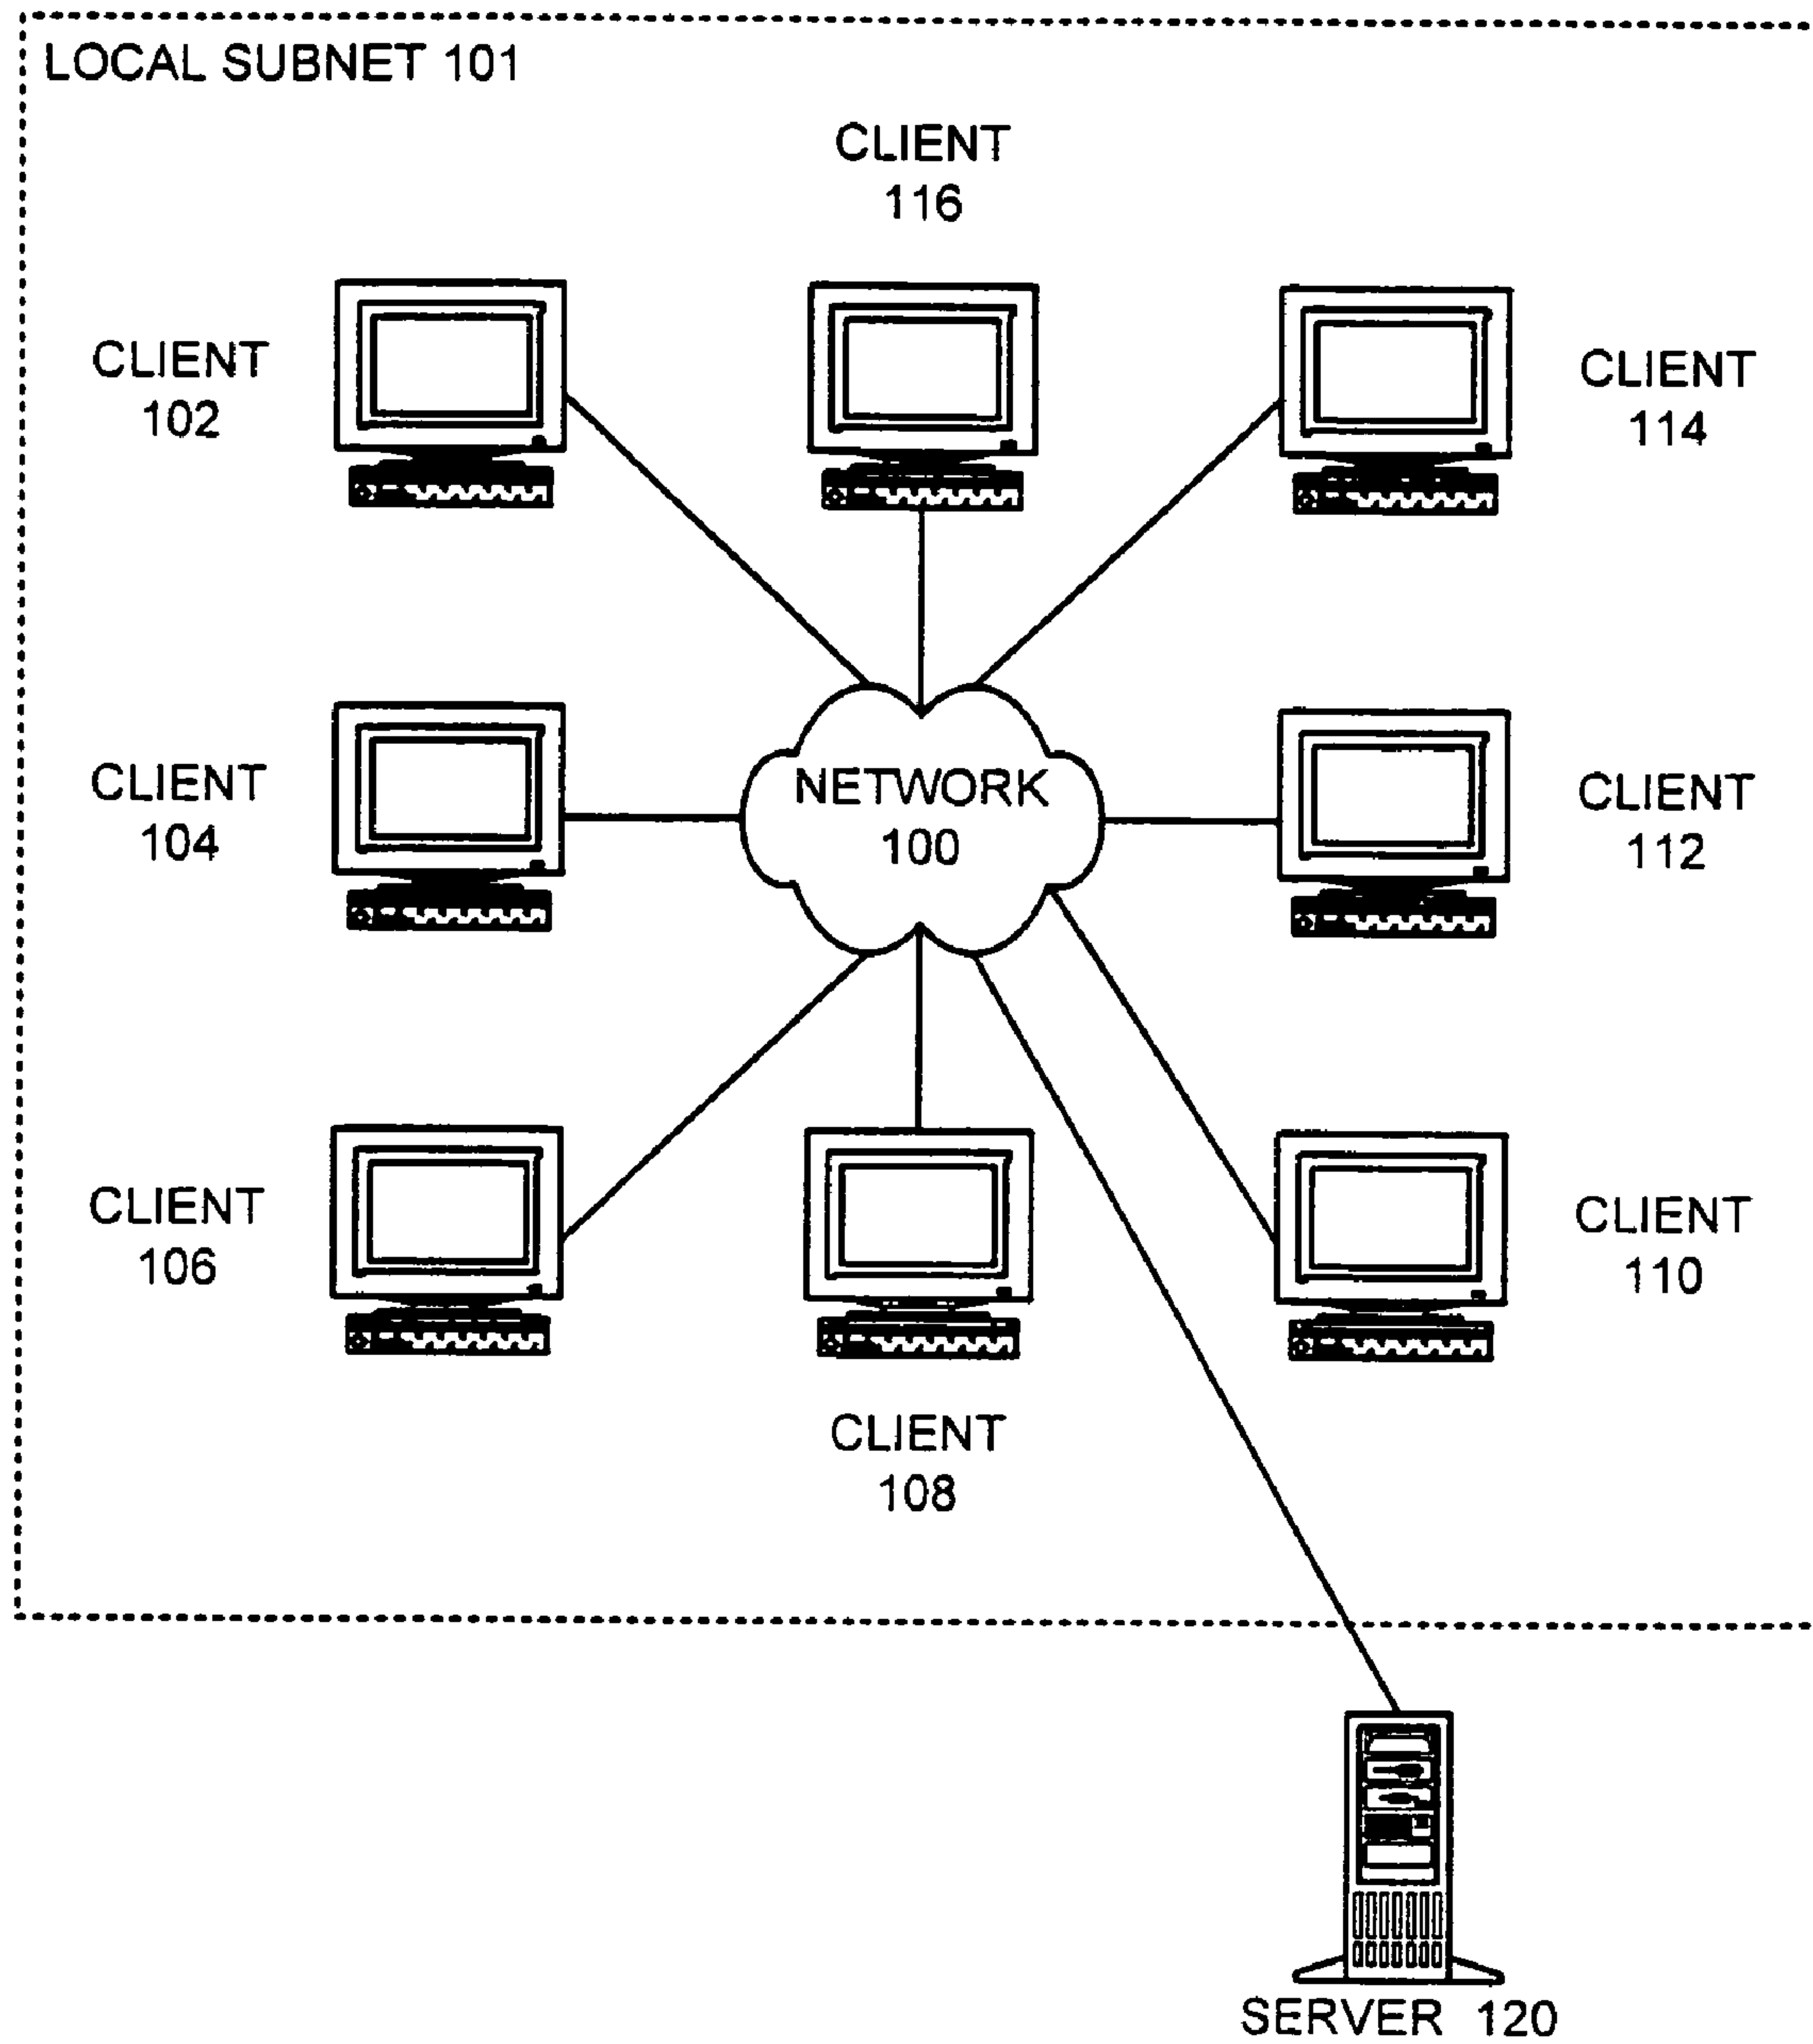 LOCAL SUBNET 101
CLIENT
116
CLIENT
102
CLIENT
114
NETWORK
100
CLIENT
104
CLIENT
112
CLIENT
106
CLIENT
110
CLIENT
108
SERVER 120